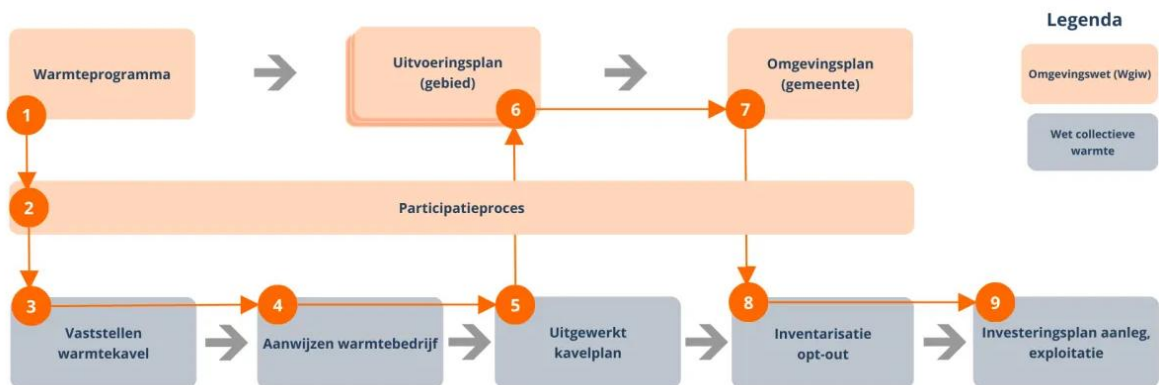 Legenda
Warmteprogramma
Uitvoeringsplan
(gebied)
Omgevingsplan
(gemeente)
Omgevingswet (Wgiw)
1
6
7
Wet collectieve
warmte
2
Participatieproces
3
4
5
8
9
Vaststellen
warmtekavel
Aanwijzen warmtebedrijf
Uitgewerkt
kavelplan
Inventarisatie
opt-out
Investeringsplan aanleg,
exploitatie